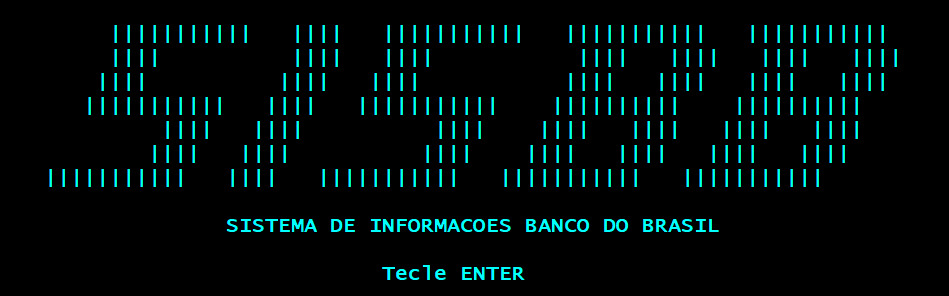 SISBB
SISTEMA DE INFORMACOES BANCO DO BRASIL
Tecle ENTER